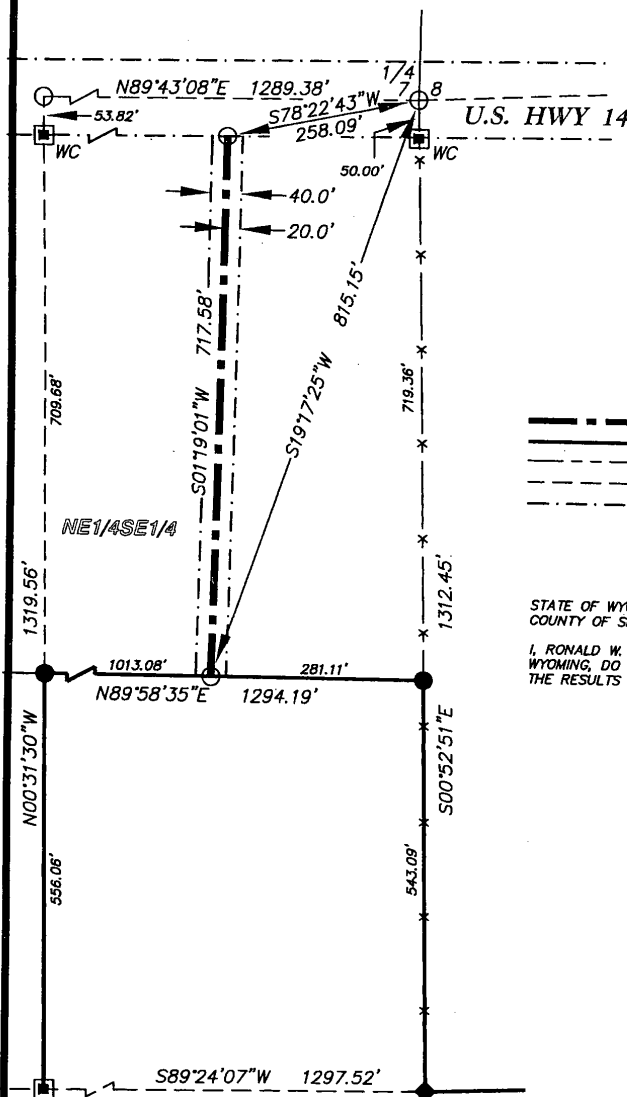 1/4
N89°43'08"E 1289.38'
7 8
S78°22'43"W
258.09'
53.82'
U.S. HWY 14
WC
50.00'
WC
40.0'
20.0'
815.15'
717.58'
S01°19'01"W
S19°17'25"W
709.68'
719.36'
NE1/4SE1/4
1319.56'
1312.45'
STATE OF WY
COUNTY OF S
I, RONALD W.
WYOMING, DO
THE RESULTS
1013.08'
281.11'
N89°58'35"E 1294.19'
N00°31'30"W
S00°52'51"E
556.06'
543.09'
S89°24'07"W 1297.52'